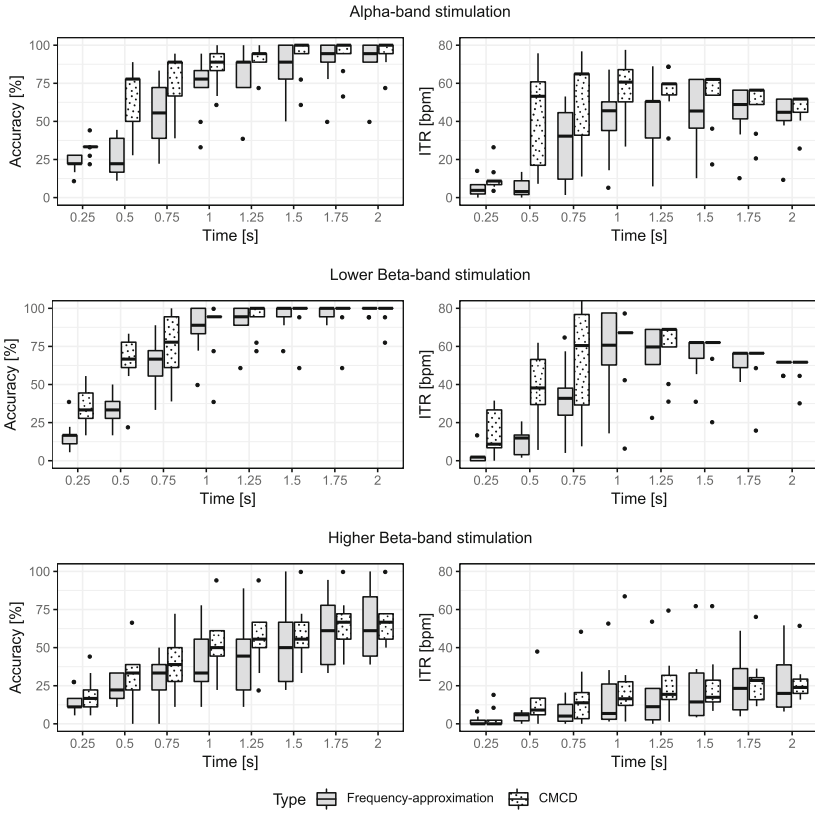 Alpha-band stimulation
Accuracy [%]
100
75
50
25
0
0.25 0.5 0.75 1 1.25 1.5 1.75 2
Time [s]
ITR [bpm]
80
60
40
20
0
0.25 0.5 0.75 1 1.25 1.5 1.75 2
Time [s]
Lower Beta-band stimulation
Accuracy [%]
100
75
50
25
0
0.25 0.5 0.75 1 1.25 1.5 1.75 2
Time [s]
ITR [bpm]
80
60
40
20
0
0.25 0.5 0.75 1 1.25 1.5 1.75 2
Time [s]
Higher Beta-band stimulation
Accuracy [%]
100
75
50
25
0
0.25 0.5 0.75 1 1.25 1.5 1.75 2
Time [s]
ITR [bpm]
80
60
40
20
0
0.25 0.5 0.75 1 1.25 1.5 1.75 2
Time [s]
Type Frequency-approximation CMCD